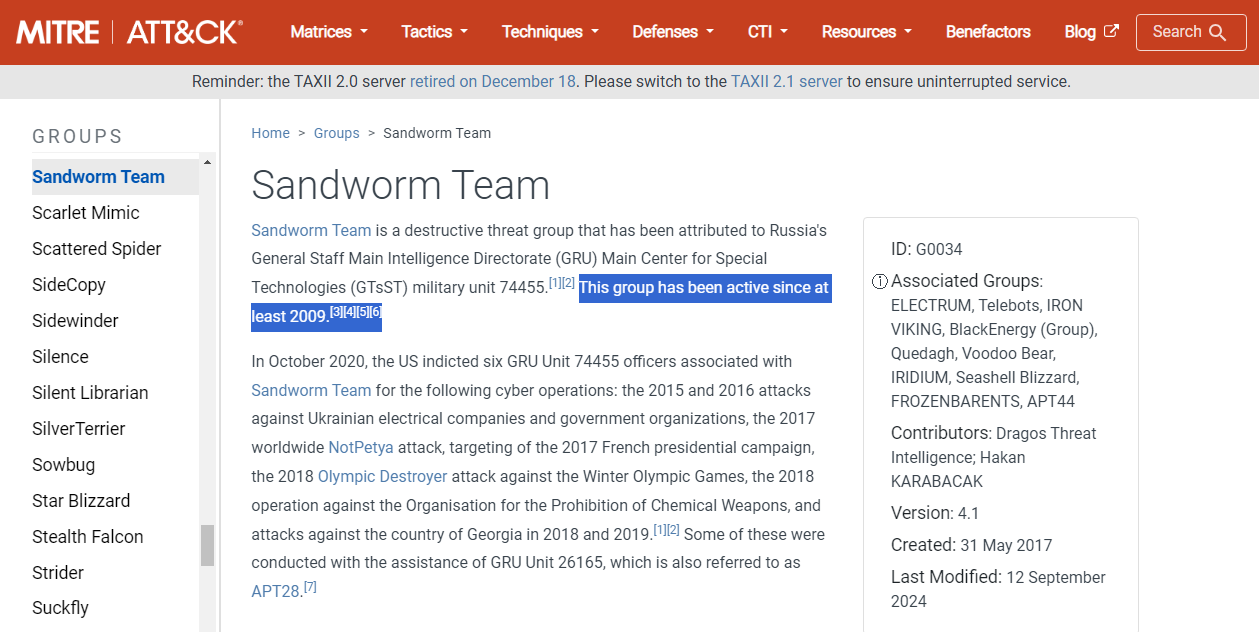 MITRE | ATT&CK®
Matrices
Tactics
Techniques
Defenses
CTI
Resources
Benefactors
Blog
Search
Reminder: the TAXII 2.0 server retired on December 18. Please switch to the TAXII 2.1 server to ensure uninterrupted service.
GROUPS
Sandworm Team
Scarlet Mimic
Scattered Spider
SideCopy
Sidewinder
Silence
Silent Librarian
SilverTerrier
Sowbug
Star Blizzard
Stealth Falcon
Strider
Suckfly
Home > Groups > Sandworm Team
Sandworm Team
Sandworm Team is a destructive threat group that has been attributed to Russia's
General Staff Main Intelligence Directorate (GRU) Main Center for Special
Technologies (GTsST) military unit 74455.[1][2] This group has been active since at
least 2009.[3][4][5][6]
In October 2020, the US indicted six GRU Unit 74455 officers associated with
Sandworm Team for the following cyber operations: the 2015 and 2016 attacks
against Ukrainian electrical companies and government organizations, the 2017
worldwide NotPetya attack, targeting of the 2017 French presidential campaign,
the 2018 Olympic Destroyer attack against the Winter Olympic Games, the 2018
operation against the Organisation for the Prohibition of Chemical Weapons, and
attacks against the country of Georgia in 2018 and 2019.[1][2] Some of these were
conducted with the assistance of GRU Unit 26165, which is also referred to as
APT28.[7]
ID: G0034
Associated Groups:
ELECTRUM, Telebots, IRON
VIKING, BlackEnergy (Group),
Quedagh, Voodoo Bear,
IRIDIUM, Seashell Blizzard,
FROZENBARENTS, APT44
Contributors: Dragos Threat
Intelligence; Hakan
KARABACAK
Version: 4.1
Created: 31 May 2017
Last Modified: 12 September
2024